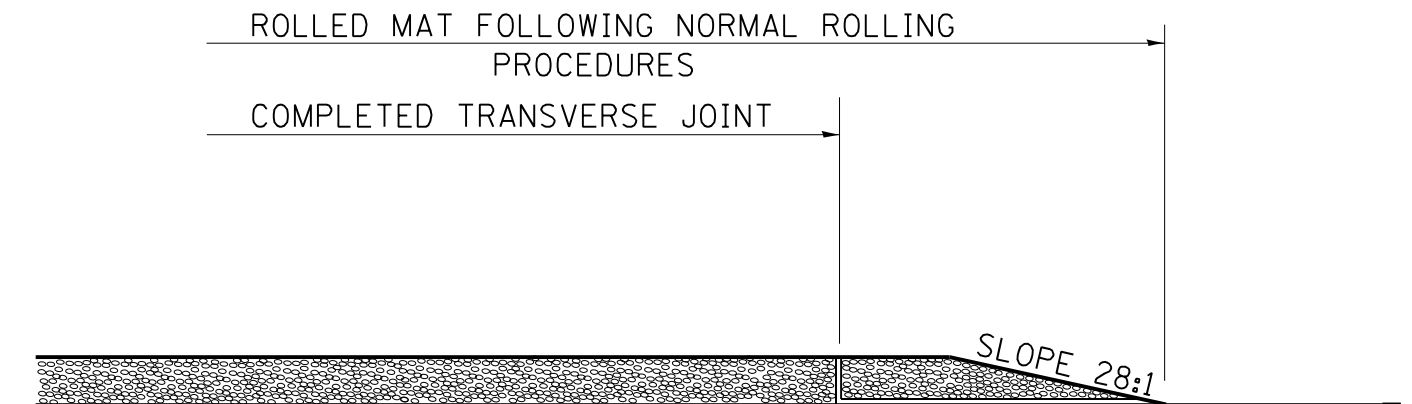 ROLLED MAT FOLLOWING NORMAL ROLLING
PROCEDURES
COMPLETED TRANSVERSE JOINT
SLOPE 28:1